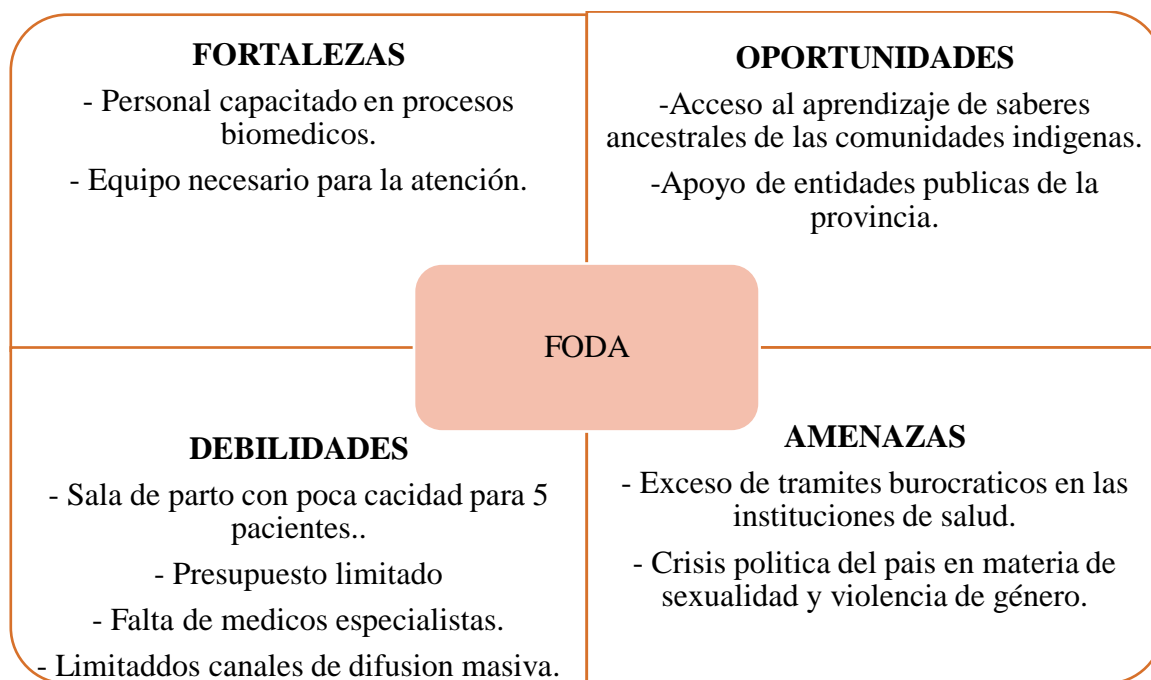 FORTALEZAS
- Personal capacitado en procesos
biomedicos.
- Equipo necesario para la atención.
OPORTUNIDADES
-Acceso al aprendizaje de saberes
ancestrales de las comunidades indigenas.
-Apoyo de entidades publicas de la
provincia.
FODA
DEBILIDADES
- Sala de parto con poca cacidad para 5
pacientes..
- Presupuesto limitado
- Falta de medicos especialistas.
- Limitaddos canales de difusion masiva.
AMENAZAS
- Exceso de tramites burocraticos en las
instituciones de salud.
- Crisis politica del pais en materia de
sexualidad y violencia de género.